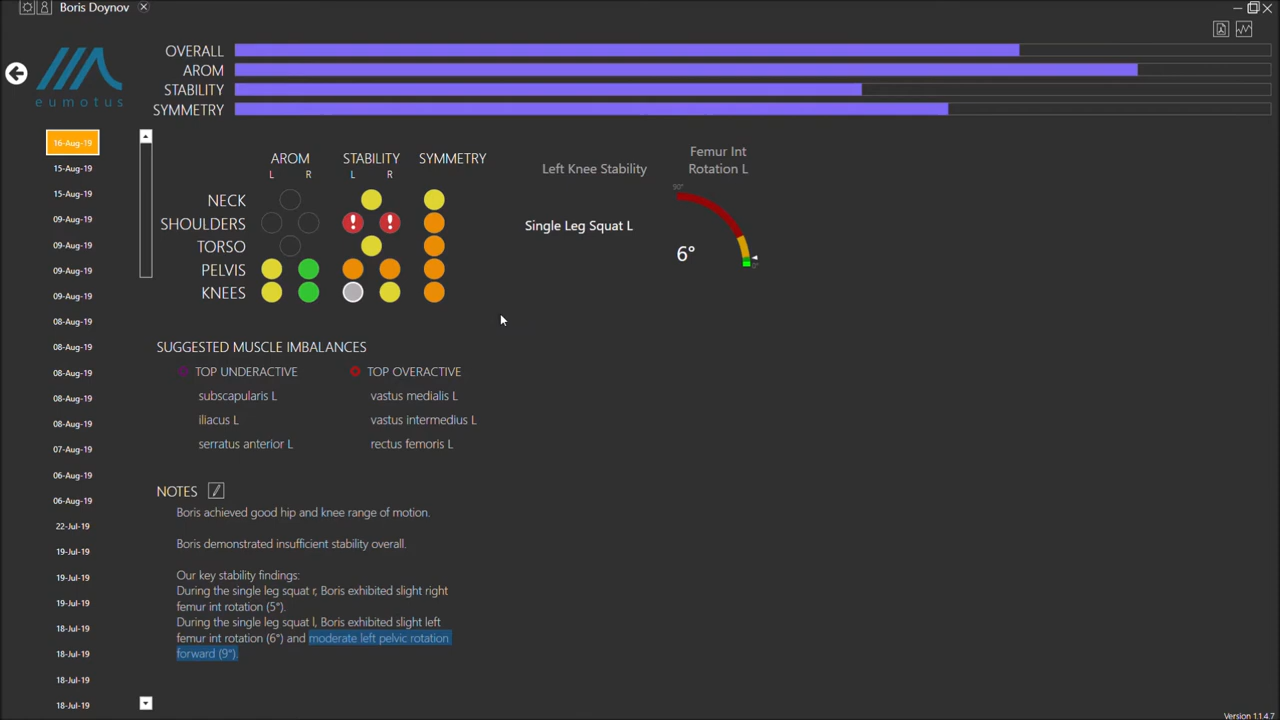 Boris Doynov
eumotus
OVERALL
AROM
STABILITY
SYMMETRY
16-Aug-19
15-Aug-19
15-Aug-19
09-Aug-19
09-Aug-19
09-Aug-19
09-Aug-19
08-Aug-19
08-Aug-19
08-Aug-19
08-Aug-19
08-Aug-19
07-Aug-19
06-Aug-19
06-Aug-19
22-Jul-19
19-Jul-19
19-Jul-19
19-Jul-19
18-Jul-19
18-Jul-19
18-Jul-19
18-Jul-19
AROM STABILITY SYMMETRY
L R L R
NECK
SHOULDERS ! !
TORSO
PELVIS
KNEES
Left Knee Stability
Femur Int
Rotation L
Single Leg Squat L
90°
6°
0°
SUGGESTED MUSCLE IMBALANCES
TOP UNDERACTIVE
subscapularis L
iliacus L
serratus anterior L
TOP OVERACTIVE
vastus medialis L
vastus intermedius L
rectus femoris L
NOTES
Boris achieved good hip and knee range of motion.
Boris demonstrated insufficient stability overall.
Our key stability findings:
During the single leg squat r, Boris exhibited slight right
femur int rotation (5°).
During the single leg squat l, Boris exhibited slight left
femur int rotation (6°) and moderate left pelvic rotation
forward (9°).
Version 1.1.4.7